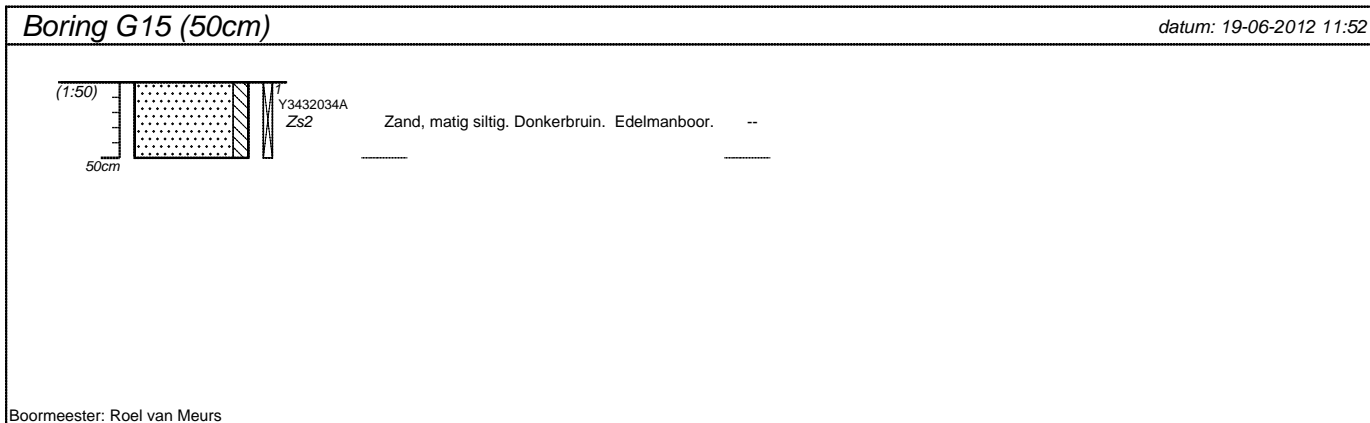 Boring G15 (50cm)
datum: 19-06-2012 11:52
(1:50)
1
Y3432034A
Zs2
Zand, matig siltig. Donkerbruin. Edelmanboor. --
50cm
Boormeester: Roel van Meurs